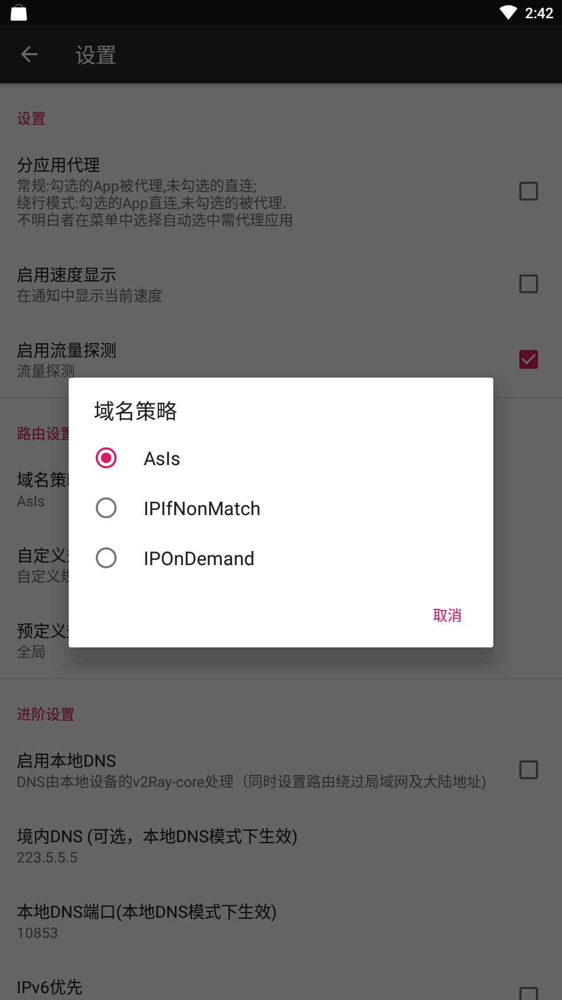 2:42
设置
设置
分应用代理
常规:勾选的App被代理,未勾选的直连;
绕行模式:勾选的App直连,未勾选的被代理.
不明白者在菜单中选择自动选中需代理应用
启用速度显示
在通知中显示当前速度
启用流量探测
流量探测
路由设置
域名策
AsIs
自定义
自定义规
预定义
全局
域名策略
AsIs
IPIfNonMatch
IPOnDemand
取消
进阶设置
启用本地DNS
DNS由本地设备的v2Ray-core处理（同时设置路由绕过局域网及大陆地址)
境内DNS (可选，本地DNS模式下生效)
223.5.5.5
本地DNS端口(本地DNS模式下生效)
10853
IPv6优先